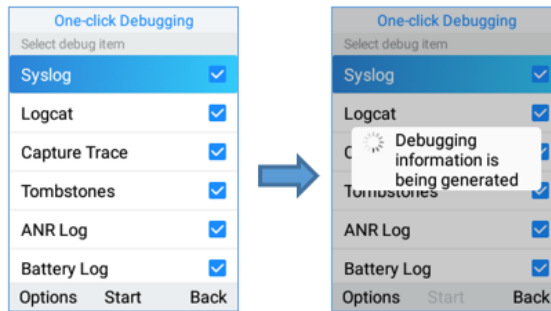 One-click Debugging
Select debug item
Syslog
Logcat
Capture Trace
Tombstones
ANR Log
Battery Log
Options Start Back
One-click Debugging
Select debug item
Syslog
Logcat
C
Debugging
information is
being generated
Tombstones
ANR Log
Battery Log
Options Start Back